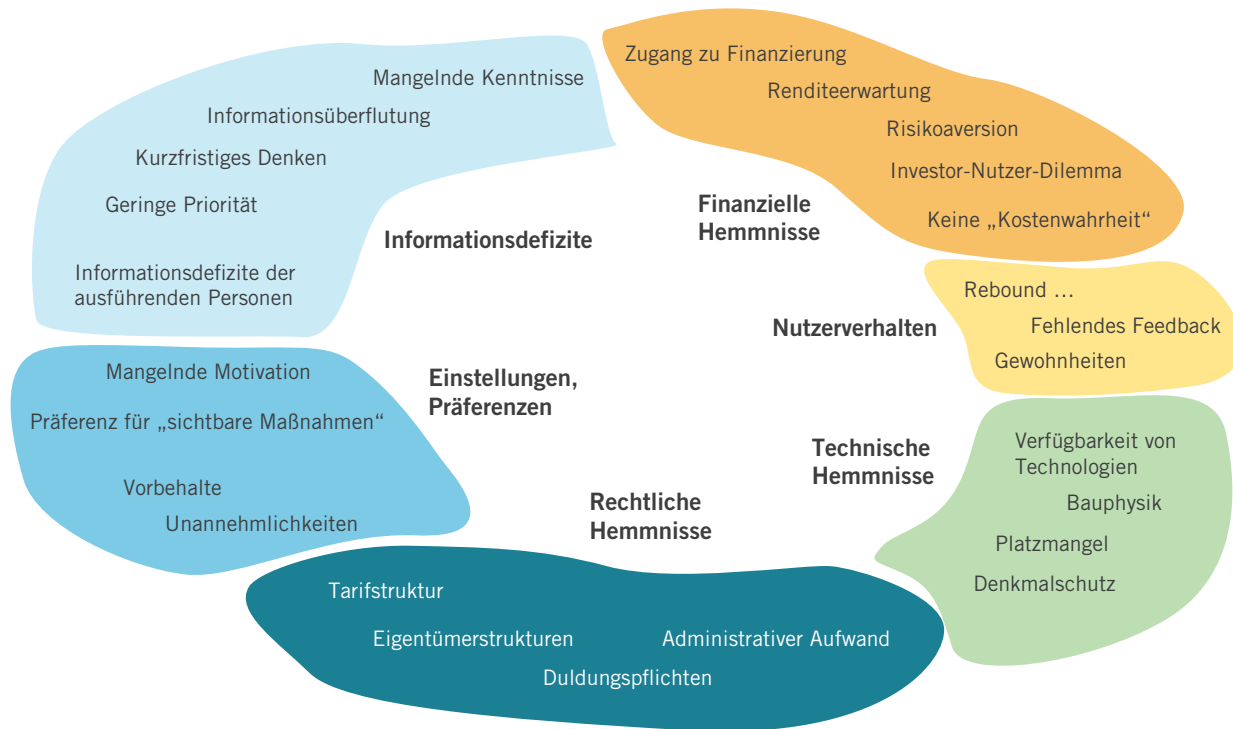 Mangelnde Kenntnisse
Informationsüberflutung
Kurzfristiges Denken
Geringe Priorität
Informationsdefizite der
ausführenden Personen
Informationsdefizite
Zugang zu Finanzierung
Renditeerwartung
Risikoaversion
Investor-Nutzer-Dilemma
Keine „Kostenwahrheit“
Finanzielle
Hemmnisse
Rebound …
Fehlendes Feedback
Gewohnheiten
Nutzerverhalten
Mangelnde Motivation
Präferenz für „sichtbare Maßnahmen“
Vorbehalte
Unannehmlichkeiten
Einstellungen,
Präferenzen
Technische
Hemmnisse
Verfügbarkeit von
Technologien
Bauphysik
Platzmangel
Denkmalschutz
Rechtliche
Hemmnisse
Tarifstruktur
Eigentümerstrukturen
Administrativer Aufwand
Duldungspflichten